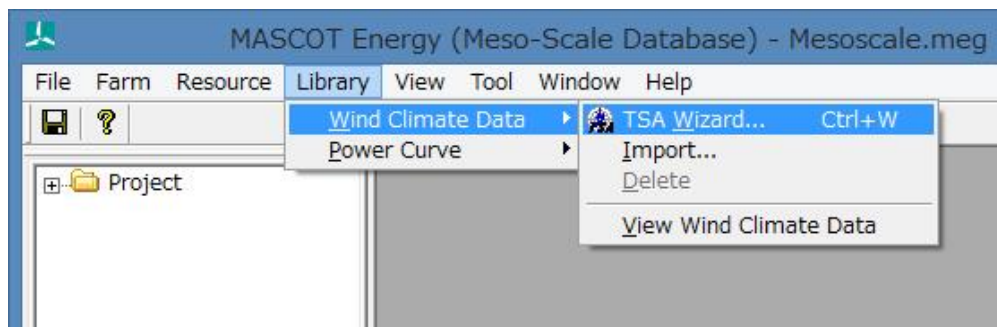 MASCOT Energy (Meso-Scale Database) - Mesoscale.meg
File Farm Resource Library View Tool Window Help
Wind Climate Data TSA Wizard... Ctrl+W
Power Curve Import...
Project Delete
View Wind Climate Data